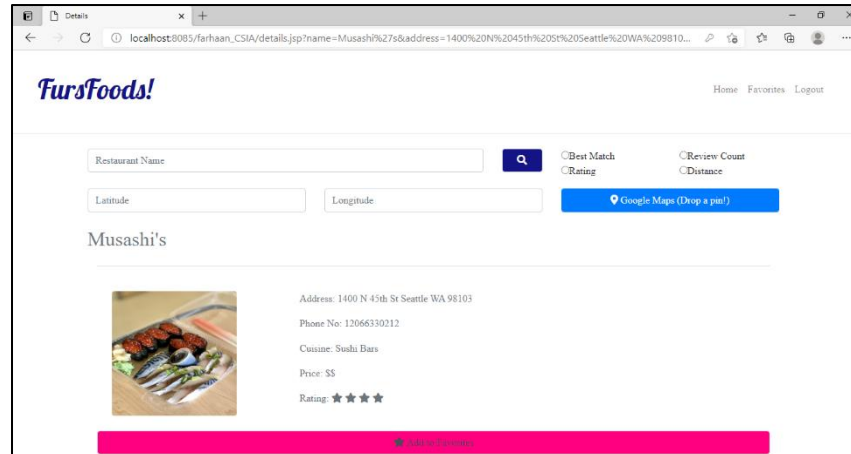 Details
localhost:8085/farhaan_CSIA/details.jsp?name=Musashi%27s&address=1400%20N%2045th%20St%20Seattle%20WA%209810...
FursFoods!
Home Favorites Logout
Restaurant Name
Best Match Review Count
Rating Distance
Latitude Longitude Google Maps (Drop a pin!)
Musashi's
Address: 1400 N 45th St Seattle WA 98103
Phone No: 12066330212
Cuisine: Sushi Bars
Price: $$
Rating:
Add to Favorites